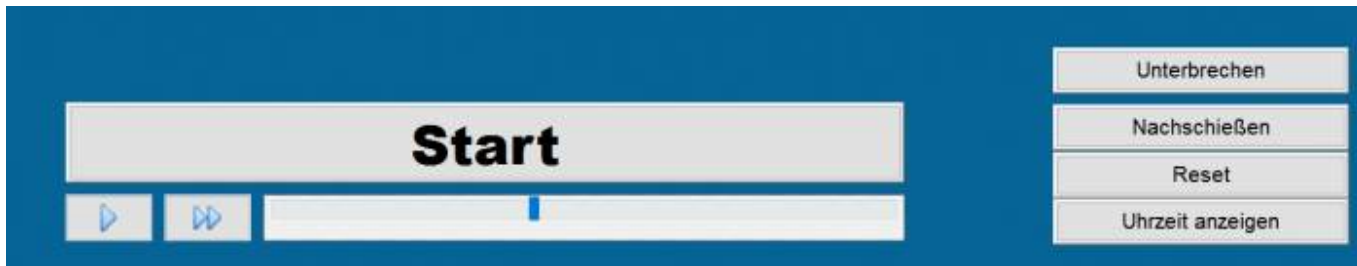 Unterbrechen
Start
Nachschießen
Reset
Uhrzeit anzeigen